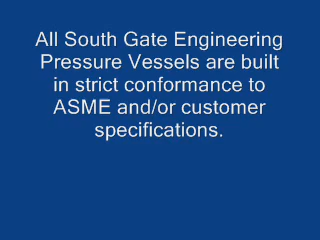 All South Gate Engineering
Pressure Vessels are built
in strict conformance to
ASME and/or customer
specifications.